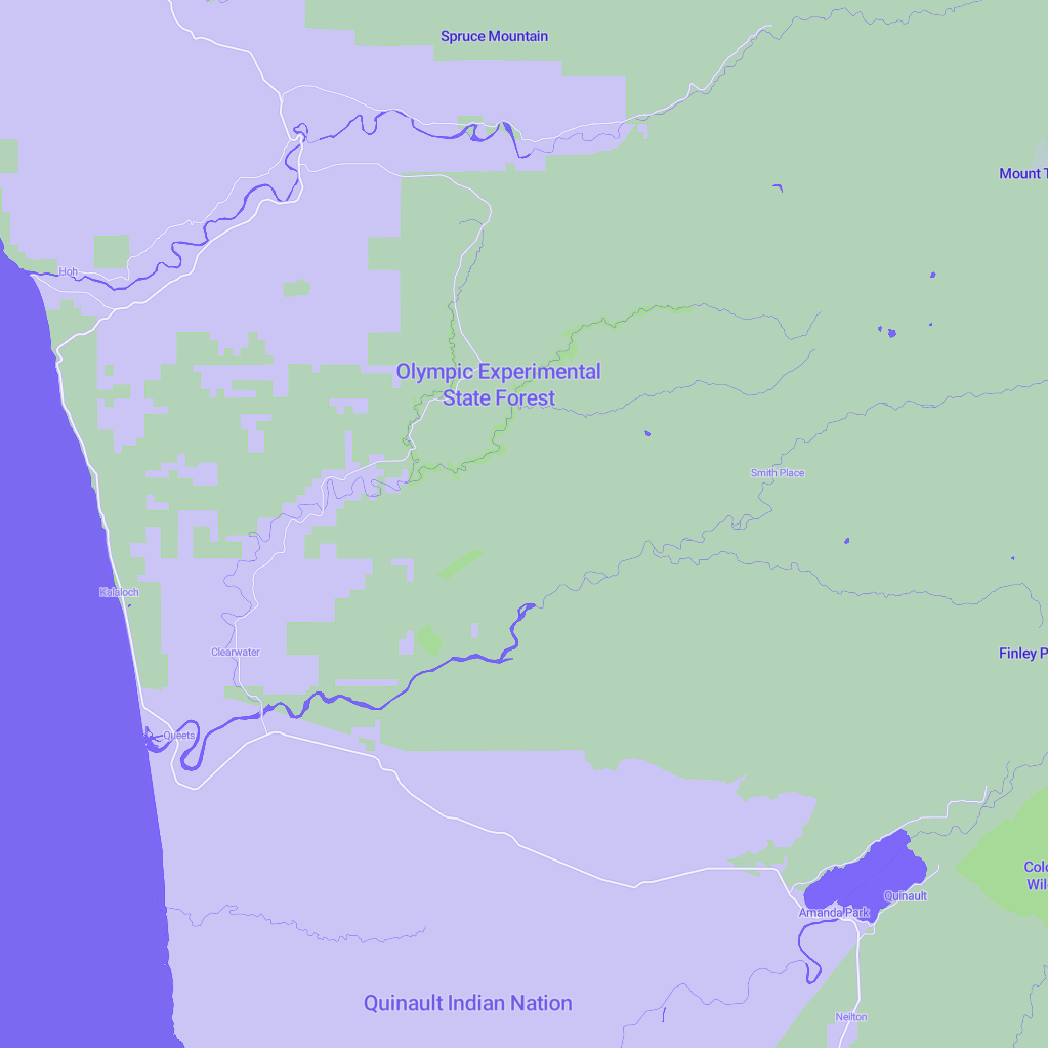 Spruce Mountain
Mount T
Hoh
Olympic Experimental
State Forest
Smith Place
Kalaloch
Clearwater
Finley P
Queets
Colo
Wil
Quinault
Amanda Park
Quinault Indian Nation
Neilton